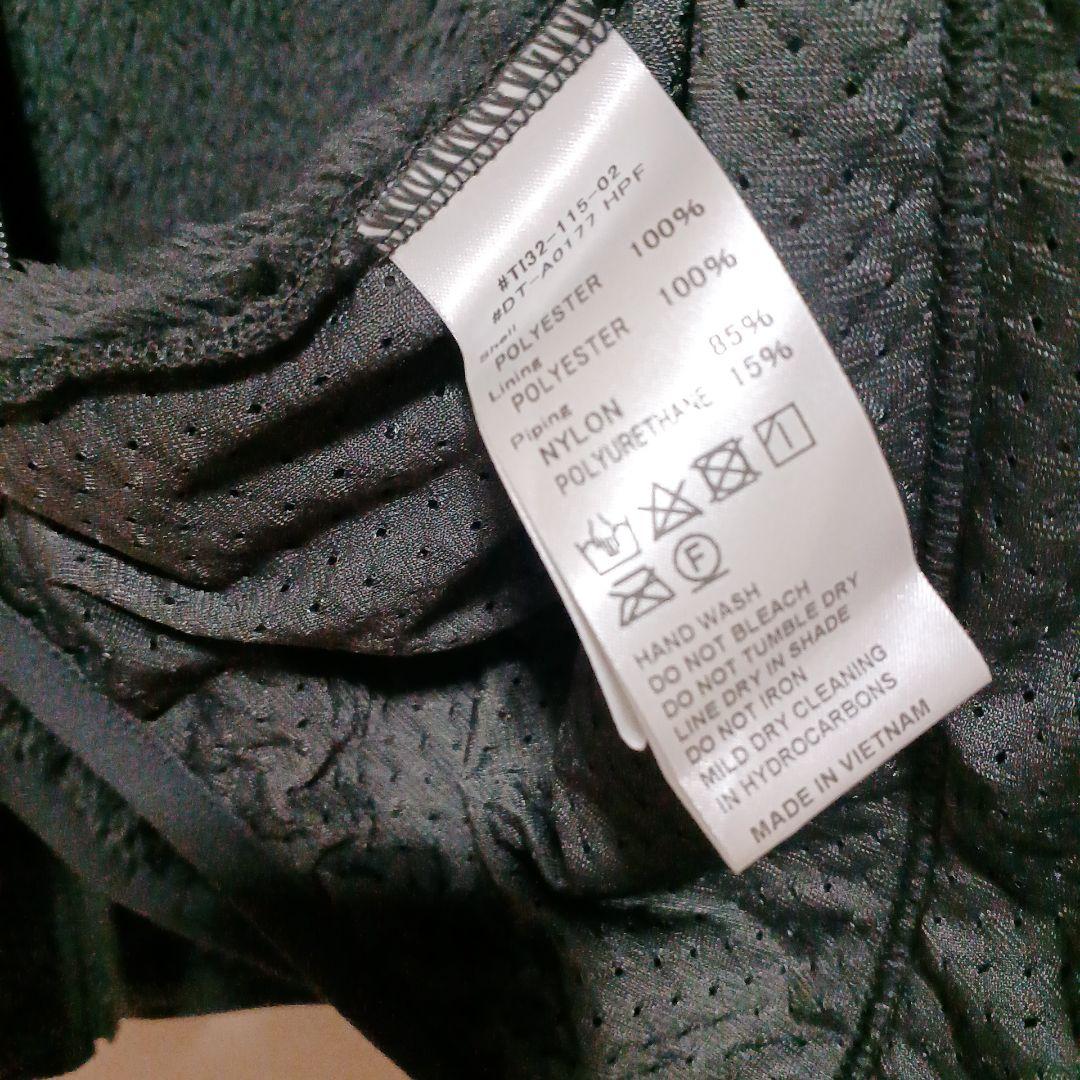 #TI32-115-02
#DT-A0177 HPF
Shell
POLYESTER 100%
Lining
POLYESTER 100%
Piping
NYLON 85%
POLYURETHANE 15%
F
HAND WASH
DO NOT BLEACH
DO NOT TUMBLE DRY
LINE DRY IN SHADE
DO NOT IRON
MILD DRY CLEANING
IN HYDROCARBONS
MADE IN VIETNAM